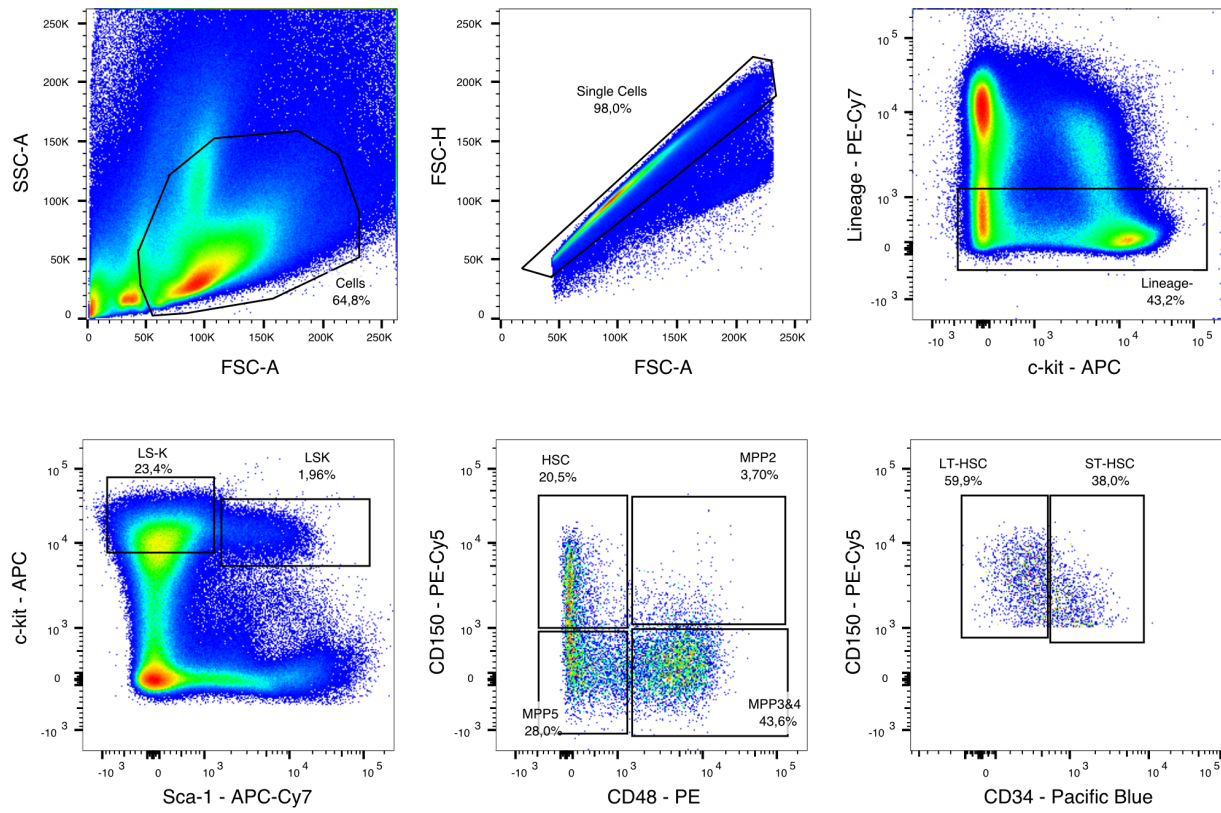 250K
200K
150K
100K
50K
0
SSC-A
Cells
64,8%
0 50K 100K 150K 200K 250K
FSC-A
250K
200K
150K
100K
50K
0
FSC-H
Single Cells
98,0%
0 50K 100K 150K 200K 250K
FSC-A
10 5
10 4
10 3
0
-10 3
Lineage - PE-Cy7
Lineage-
43,2%
-10 3 0 10 3 10 4 10 5
c-kit - APC
LS-K
23,4%
LSK
1,96%
10 5
10 4
10 3
0
-10 3
c-kit - APC
-10 3 0 10 3 10 4 10 5
Sca-1 - APC-Cy7
HSC
20,5%
MPP2
3,70%
10 5
10 4
10 3
0
-10 3
CD150 - PE-Cy5
MPP5
28,0%
MPP3&4
43,6%
-10 3 0 10 3 10 4 10 5
CD48 - PE
LT-HSC
59,9%
ST-HSC
38,0%
10 5
10 4
10 3
0
-10 3
CD150 - PE-Cy5
0 10 3 10 4 10 5
CD34 - Pacific Blue